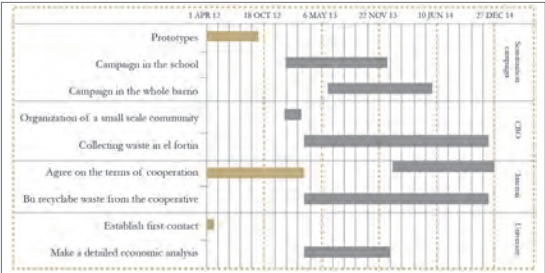 1 APR 12 18 OCT 12 6 MAY 13 22 NOV 13 10 JUN 14 27 DEC 14
Prototypes
Campaign in the school
Campaign in the whole barrio
Organization of a small scale community
Collecting waste in el fortin
Agree on the terms of cooperation
Bu recyclabe waste from the cooperative
Establish first contact
Make a detailed economic analysis
campaign
CBO